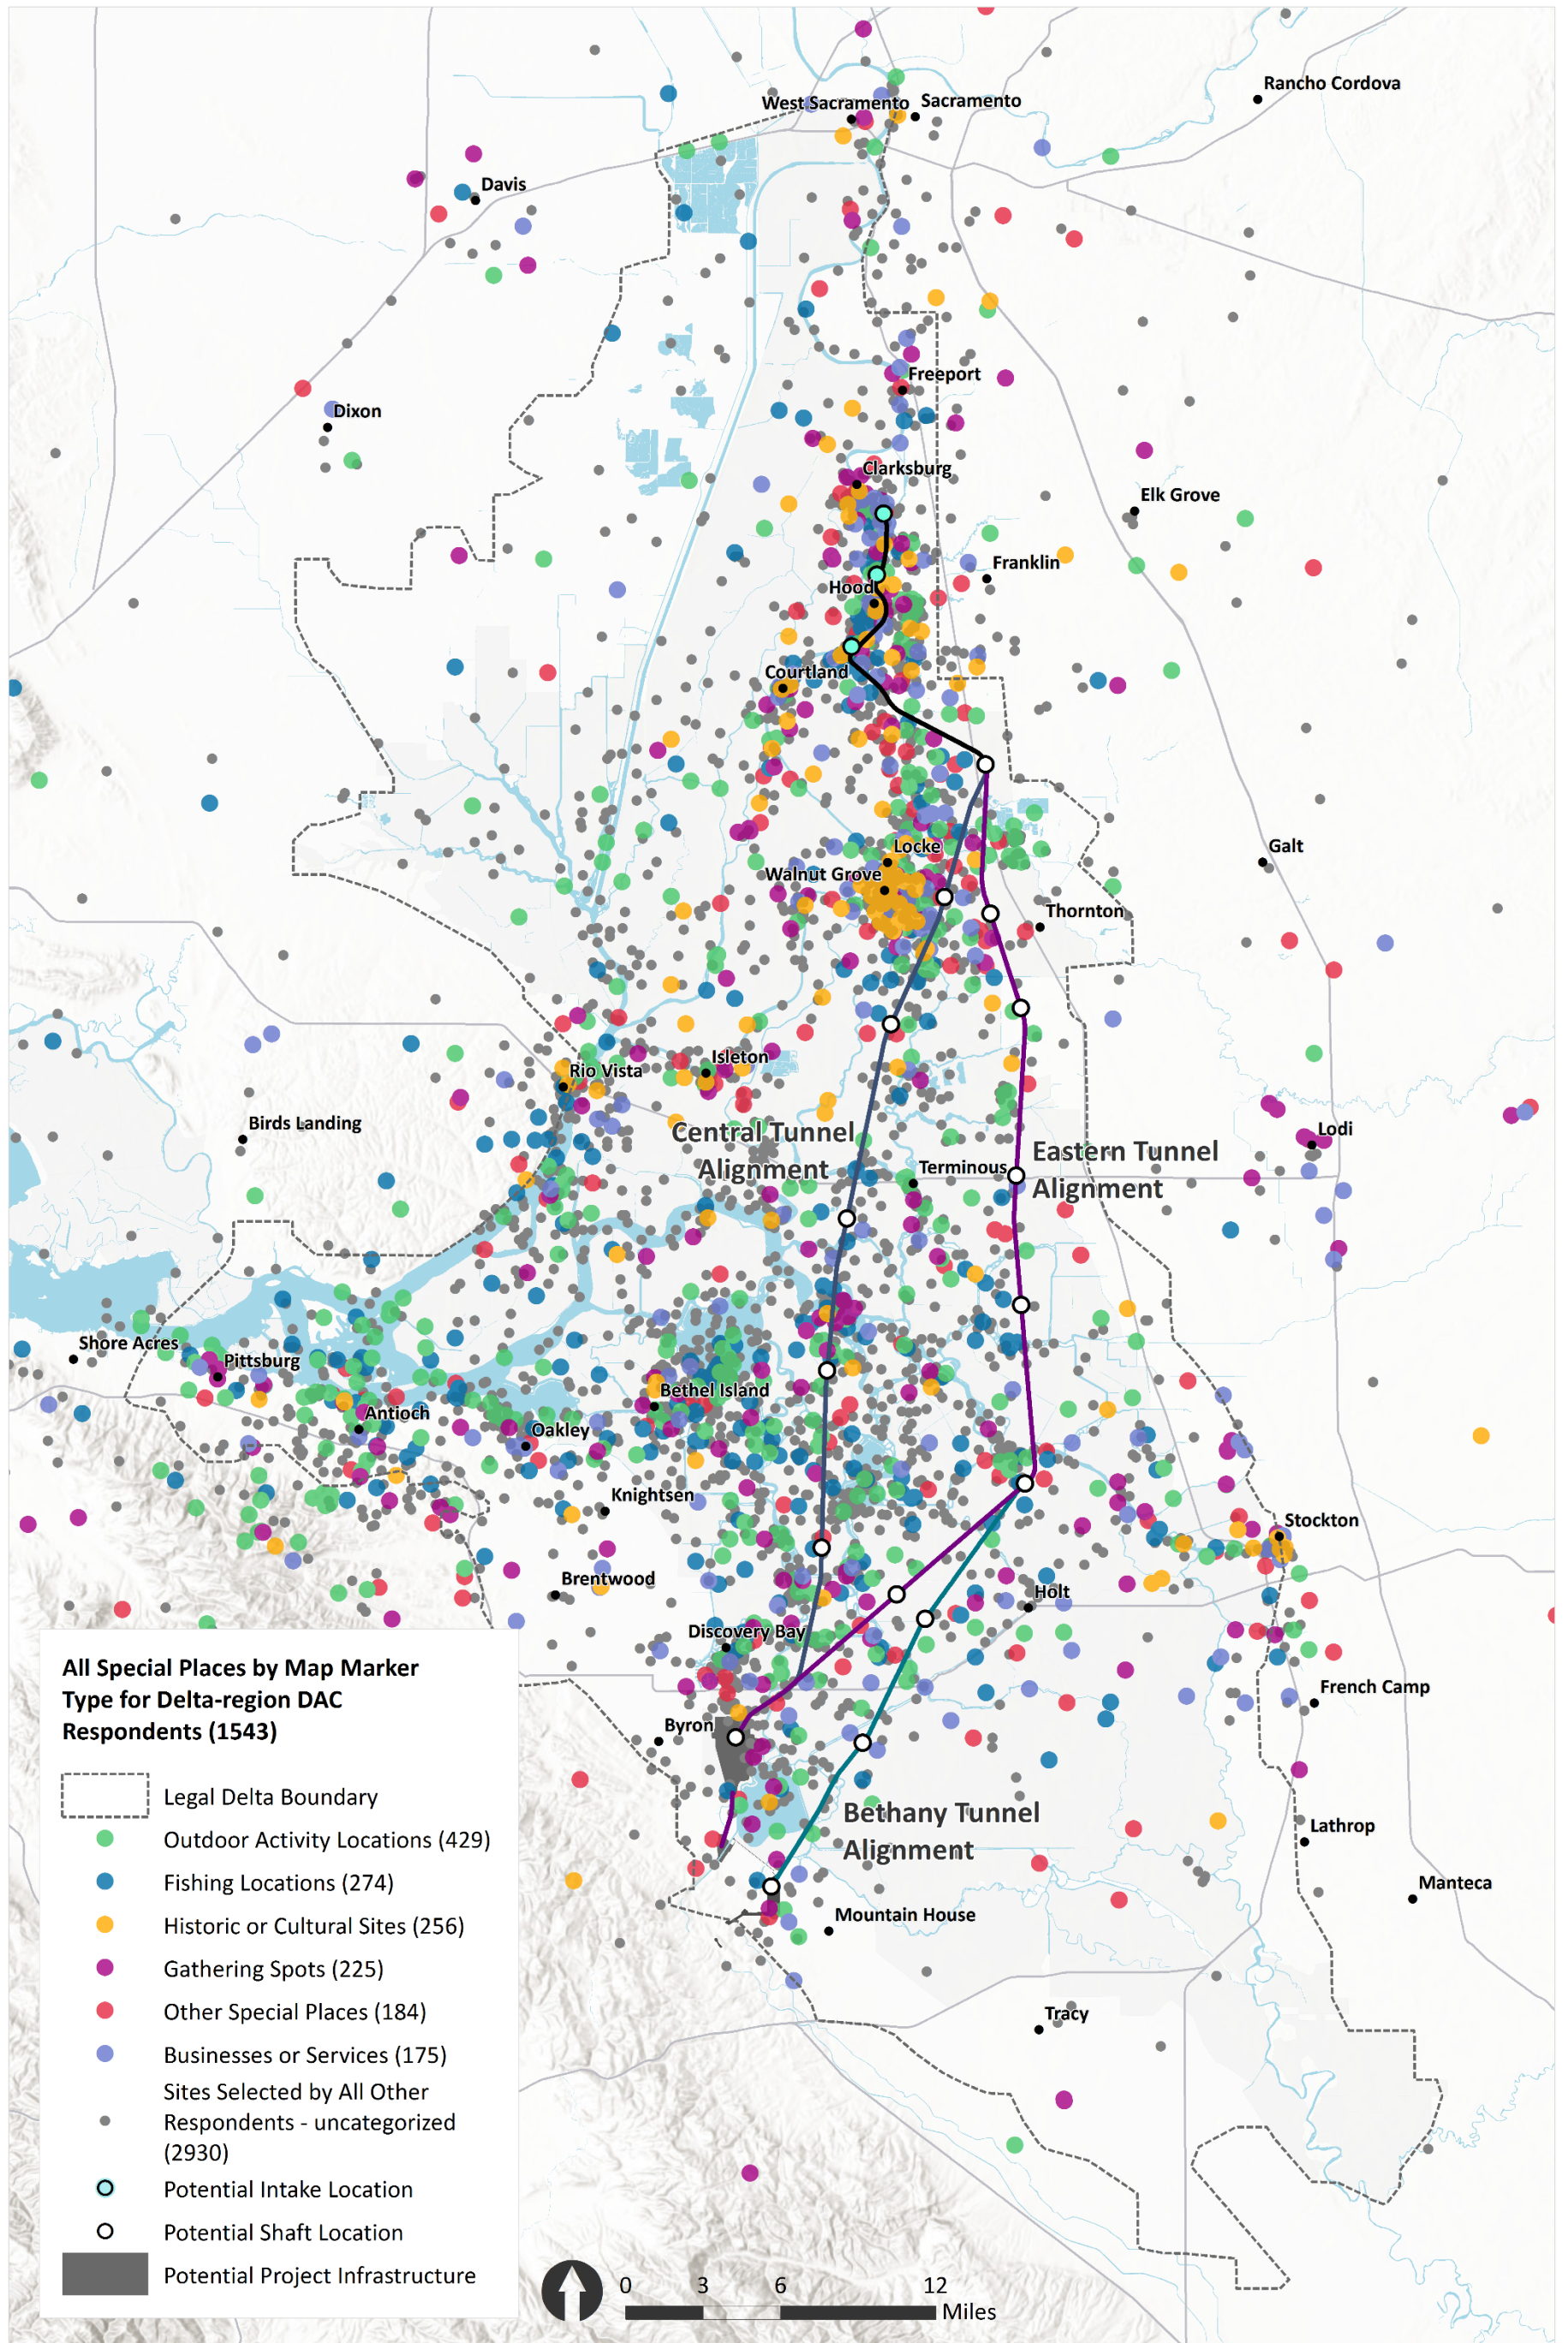 Rancho Cordova
West Sacramento
Sacramento
Davis
Freeport
Dixon
Clarksburg
Elk Grove
Franklin
Hood
Courtland
Locke
Galt
Walnut Grove
Thornton
Isleton
Rio Vista
Birds Landing
Lodi
Central Tunnel
Alignment
Eastern Tunnel
Alignment
Terminous
Shore Acres
Pittsburg
Bethel Island
Antioch
Oakley
Knightsen
Stockton
Brentwood
Holt
Discovery Bay
French Camp
Byron
Bethany Tunnel
Alignment
Lathrop
Manteca
Mountain House
Tracy
All Special Places by Map Marker
Type for Delta-region DAC
Respondents (1543)
Legal Delta Boundary
Outdoor Activity Locations (429)
Fishing Locations (274)
Historic or Cultural Sites (256)
Gathering Spots (225)
Other Special Places (184)
Businesses or Services (175)
Sites Selected by All Other
Respondents - uncategorized
(2930)
Potential Intake Location
Potential Shaft Location
Potential Project Infrastructure
0 3 6 12
Miles